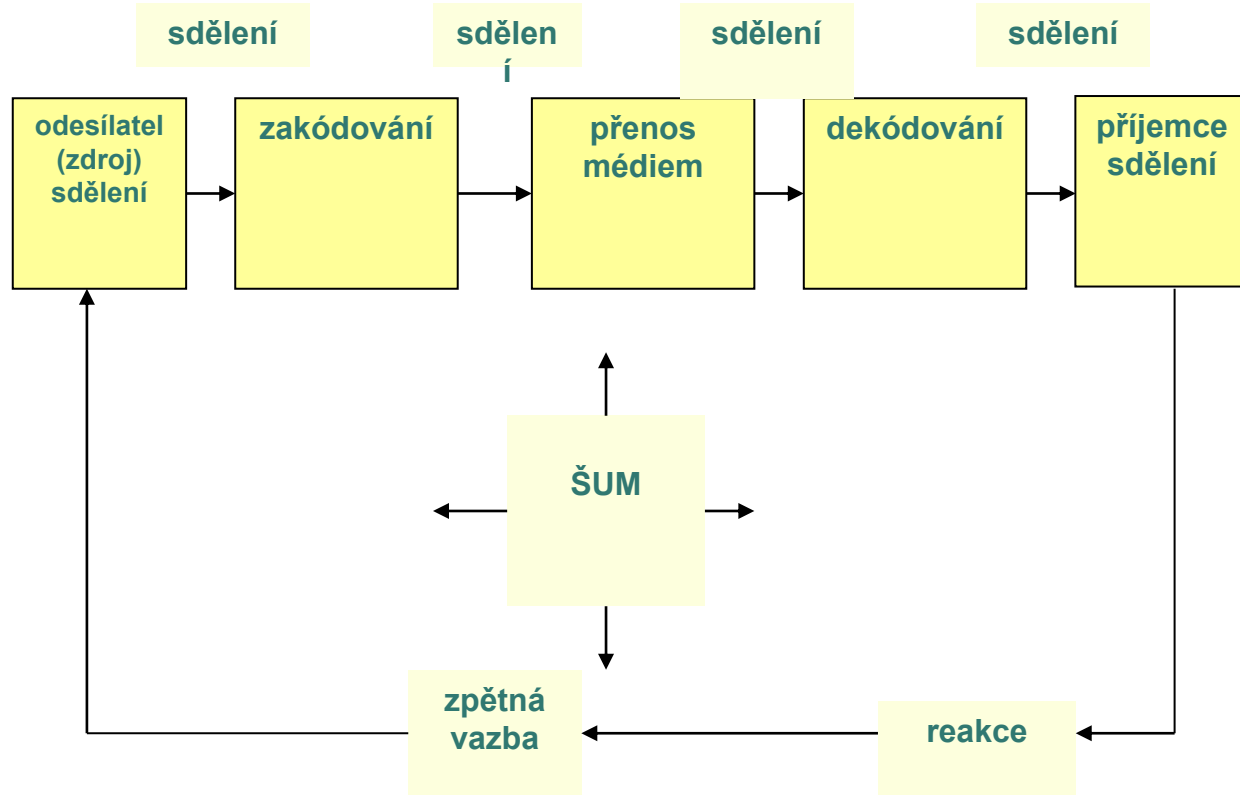 sdělení
sdělen
í
sdělení
sdělení
odesílatel
(zdroj)
sdělení
zakódování
přenos
médiem
dekódování
příjemce
sdělení
ŠUM
zpětná
vazba
reakce